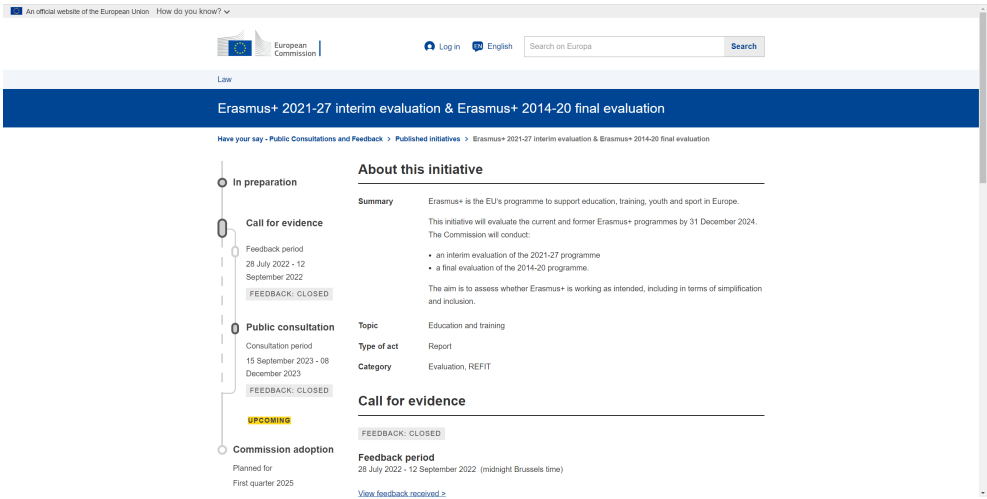 An official website of the European Union How do you know?
European
Commission
Log in
EN English
Search on Europa
Search
Law
Erasmus+ 2021-27 interim evaluation & Erasmus+ 2014-20 final evaluation
Have your say - Public Consultations and Feedback > Published initiatives > Erasmus+ 2021-27 interim evaluation & Erasmus+ 2014-20 final evaluation
In preparation
Call for evidence
Feedback period
28 July 2022 - 12
September 2022
FEEDBACK: CLOSED
Public consultation
Consultation period
15 September 2023 - 08
December 2023
FEEDBACK: CLOSED
UPCOMING
Commission adoption
Planned for
First quarter 2025
About this initiative
Summary
Erasmus+ is the EU's programme to support education, training, youth and sport in Europe.
This initiative will evaluate the current and former Erasmus+ programmes by 31 December 2024.
The Commission will conduct:
• an interim evaluation of the 2021-27 programme
• a final evaluation of the 2014-20 programme.
The aim is to assess whether Erasmus+ is working as intended, including in terms of simplification
and inclusion.
Topic Education and training
Type of act Report
Category Evaluation, REFIT
Call for evidence
FEEDBACK: CLOSED
Feedback period
28 July 2022 - 12 September 2022 (midnight Brussels time)
View feedback received >